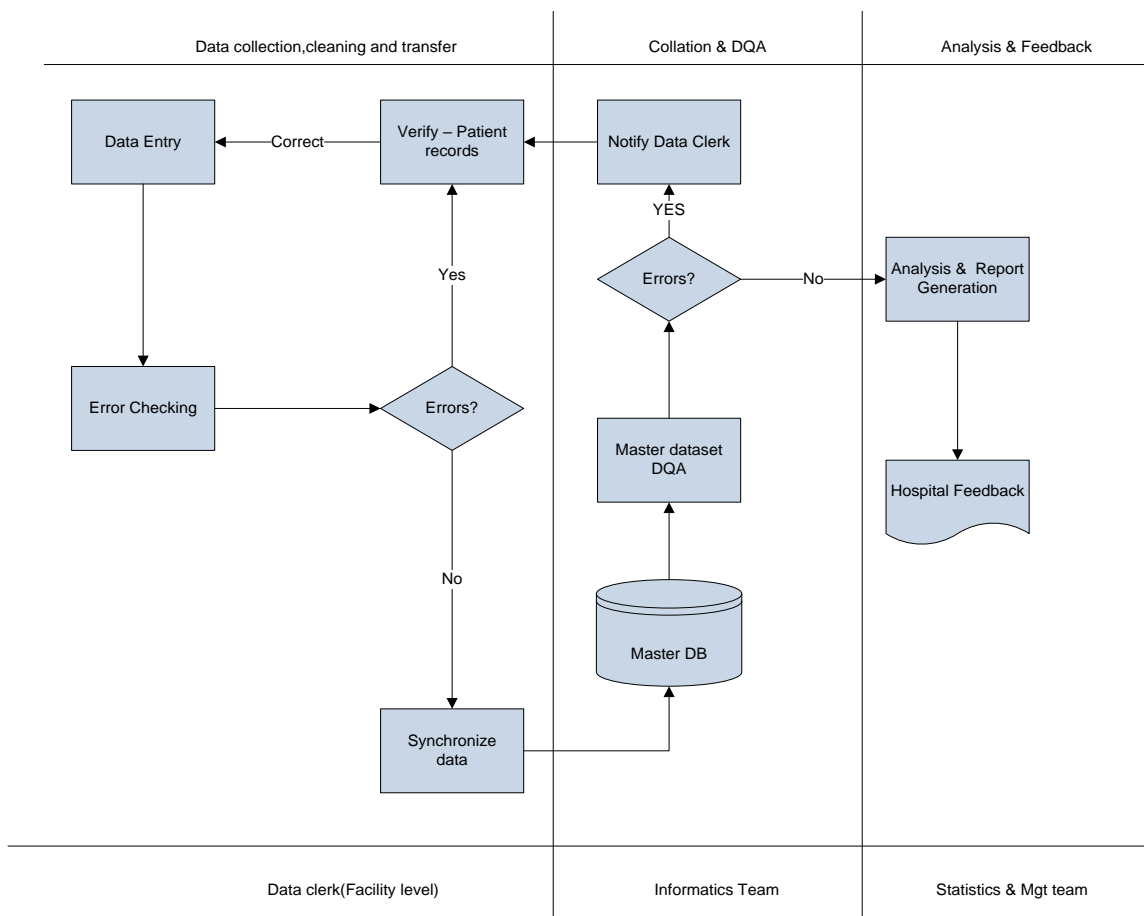 Data collection,cleaning and transfer
Collation & DQA
Analysis & Feedback
Data Entry
Correct
Verify – Patient
records
Notify Data Clerk
YES
Errors?
No
Analysis &  Report
Generation
Yes
Error Checking
Errors?
Master dataset
DQA
Hospital Feedback
No
Master DB
Synchronize
data
Data clerk(Facility level)
Informatics Team
Statistics & Mgt team